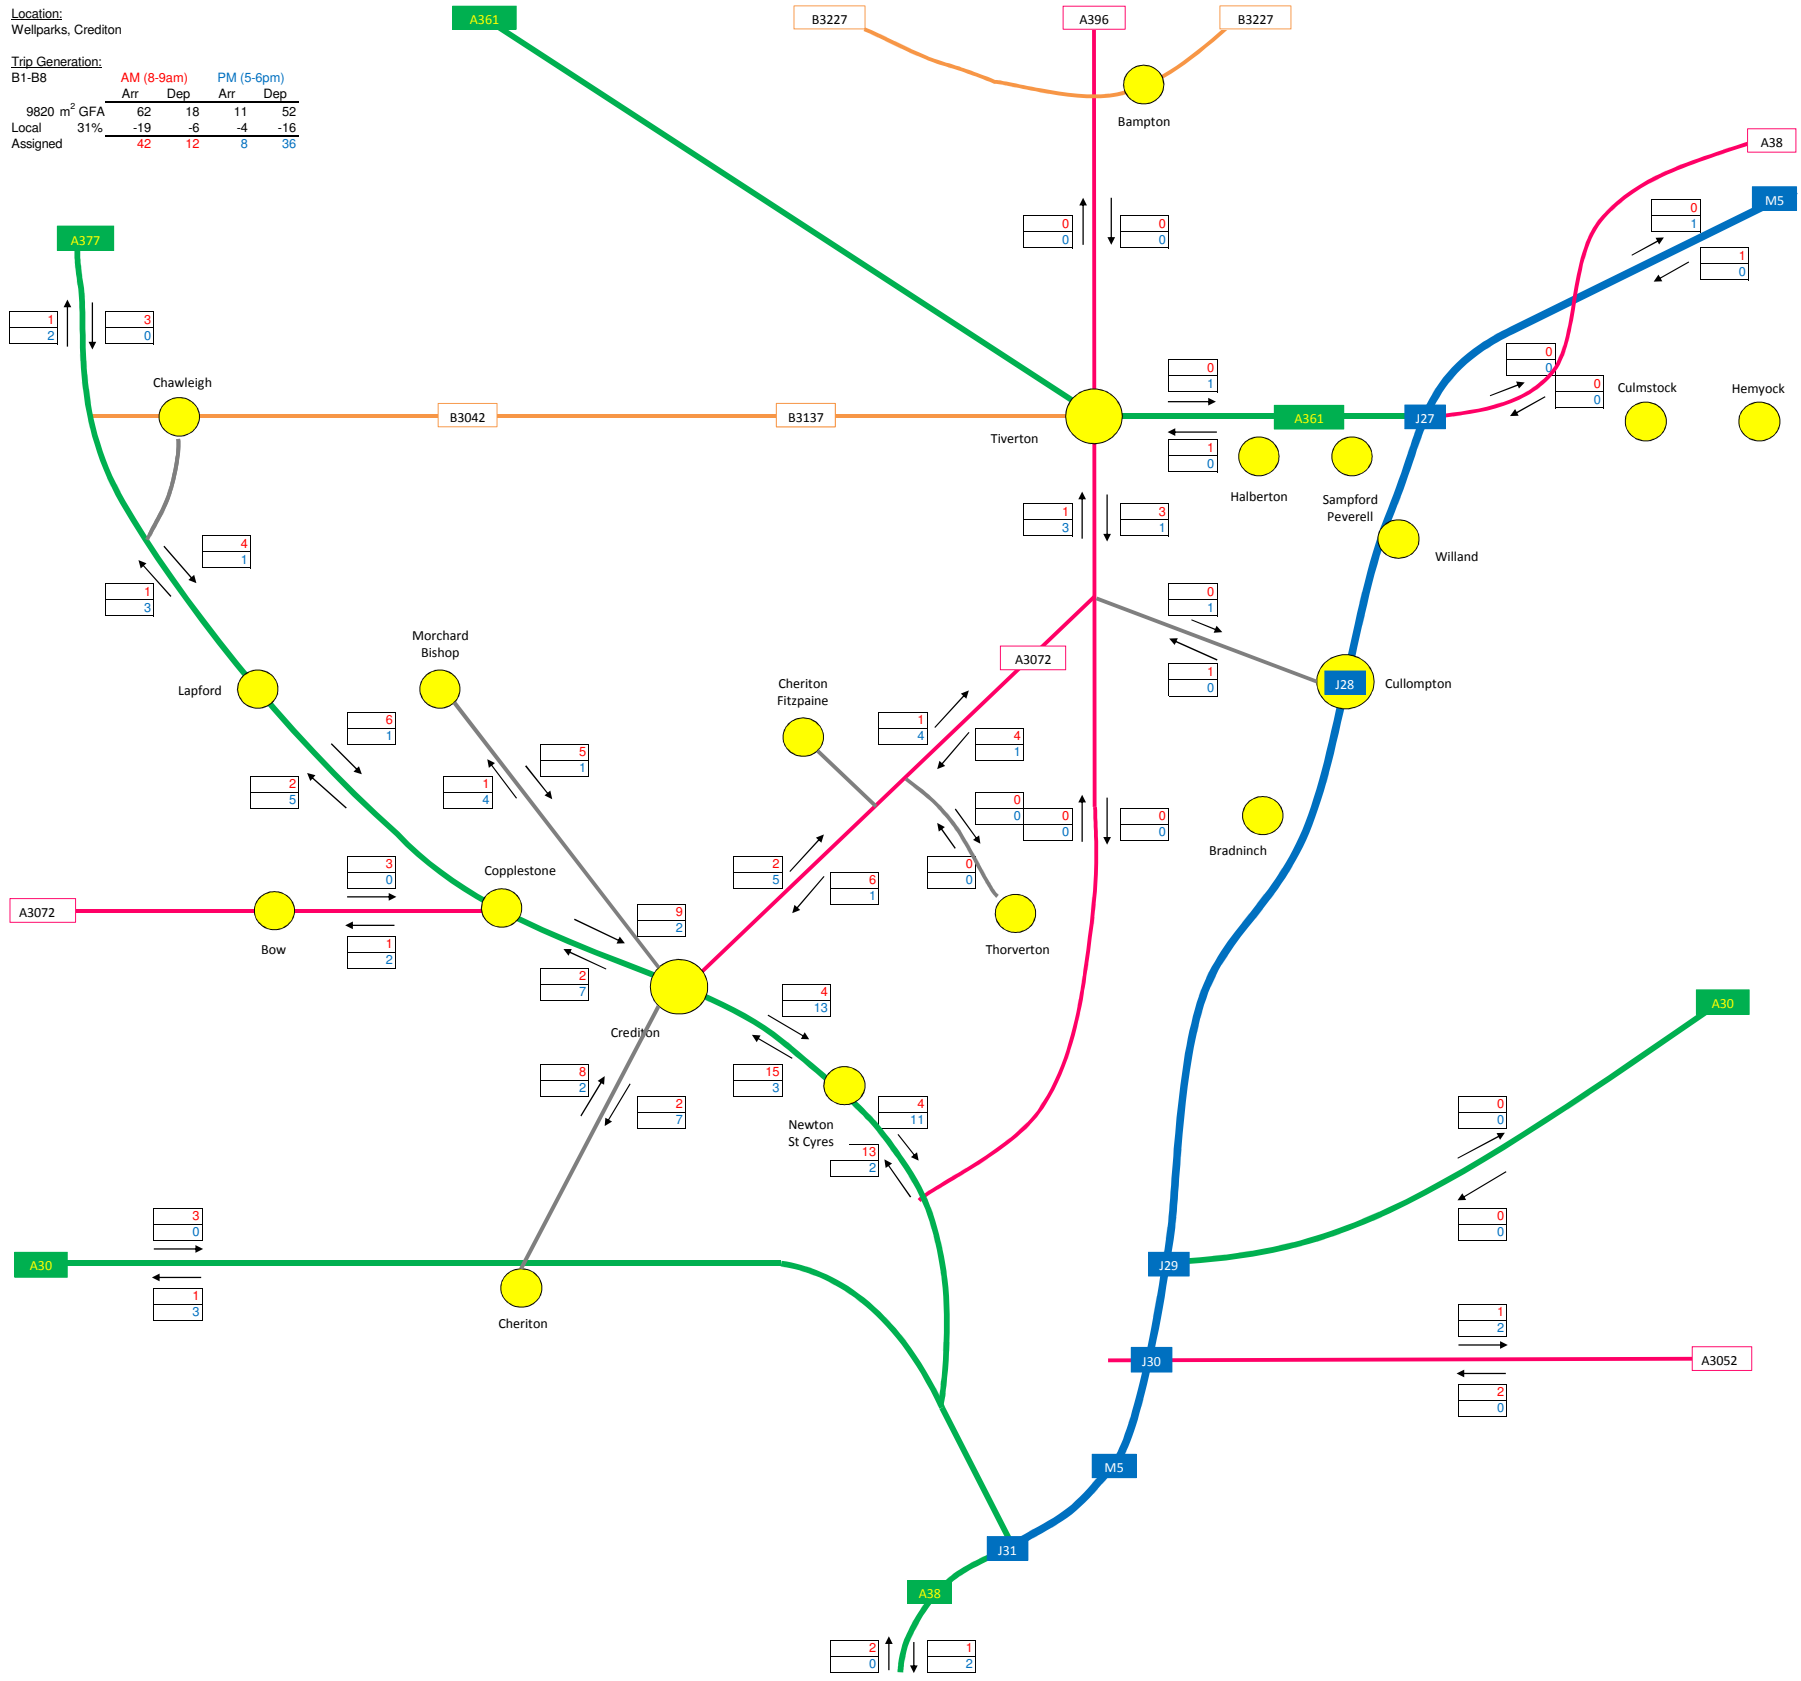 Location:
Wellparks, Crediton
Trip Generation:
B1-B8 AM (8-9am) PM (5-6pm)
Arr Dep Arr Dep
9820 m2 GFA 62 18 11 52
Local 31% -19 -6 -4 -16
Assigned 42 12 8 36
A361
B3227
A396
B3227
Bampton
A38
M5
0
1
1
0
0
0
0
0
A377
1
2
3
0
Chawleigh
B3042
B3137
Tiverton
0
1
A361
J27
1
0
0
0
0
0
Culmstock
Hemyock
Halberton
Sampford
Peverell
Willand
1
3
3
1
4
1
1
3
0
1
1
0
Morchard
Bishop
Lapford
Cheriton
Fitzpaine
A3072
J28
Cullompton
6
1
2
5
5
1
1
4
1
4
4
1
0
0
0
0
0
0
Bradninch
3
0
Copplestone
2
5
6
1
0
0
A3072
Bow
1
2
9
2
Thorverton
2
7
Crediton
4
13
A30
8
2
2
7
15
3
Newton
St Cyres
4
11
13
2
0
0
0
0
3
0
A30
1
3
Cheriton
J29
1
2
J30
A3052
2
0
M5
J31
A38
2
0
1
2